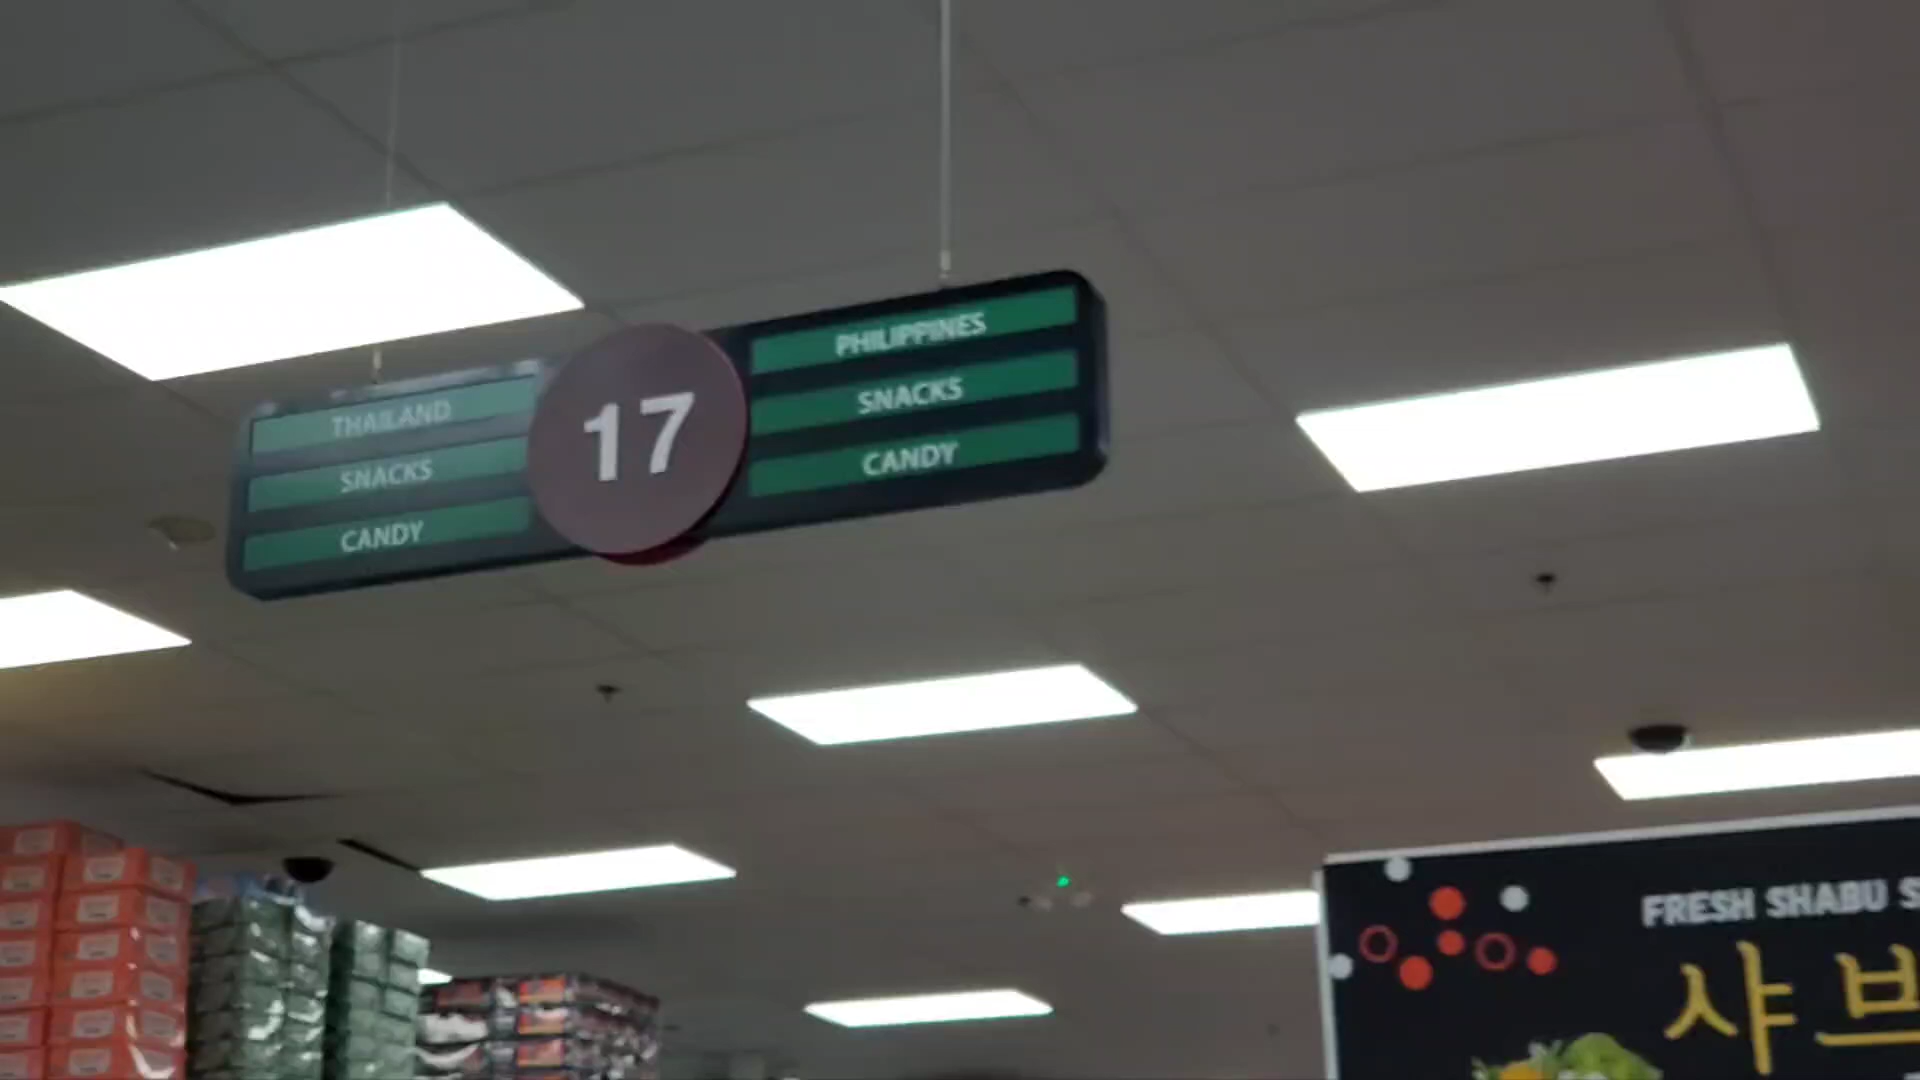 THAILAND
SNACKS
CANDY
17
PHILIPPINES
SNACKS
CANDY
FRESH SHABU
샤브